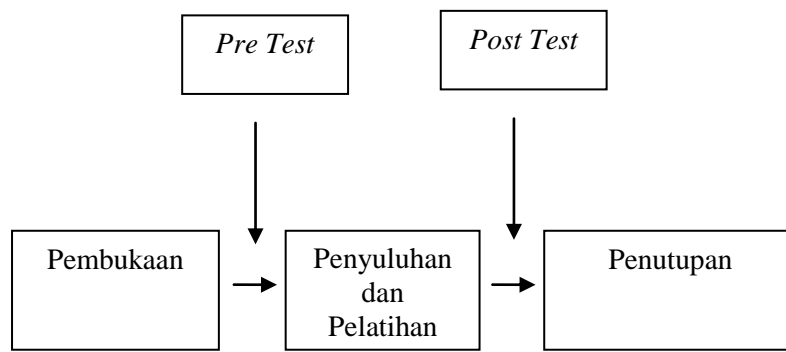 Pre Test
Post Test
Pembukaan
Penyuluhan
dan
Pelatihan
Penutupan